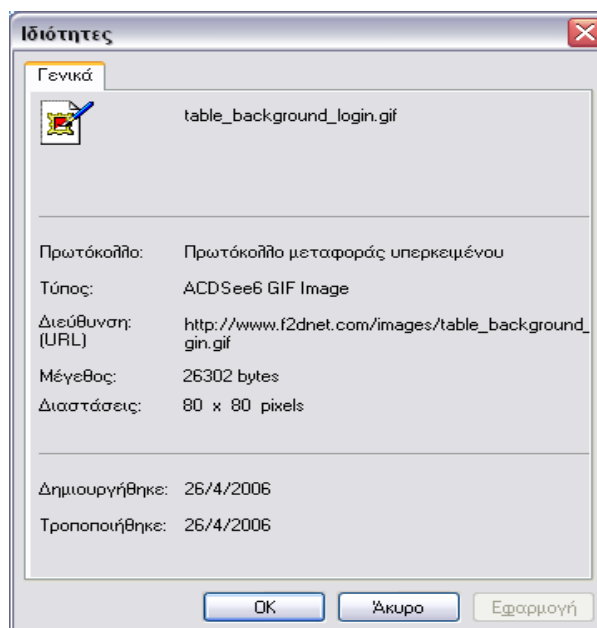 Ιδιότητες
Γενικά
table_background_login.gif
Πρωτόκολλο: Πρωτόκολλο μεταφοράς υπερκειμένου
Τύπος: ACDSee6 GIF Image
Διεύθυνση: http://www.f2dnet.com/images/table_background_
(URL) gin.gif
Μέγεθος: 26302 bytes
Διαστάσεις: 80 x 80 pixels
Δημιουργήθηκε: 26/4/2006
Τροποποιήθηκε: 26/4/2006
OK Άκυρο Εφαρμογή